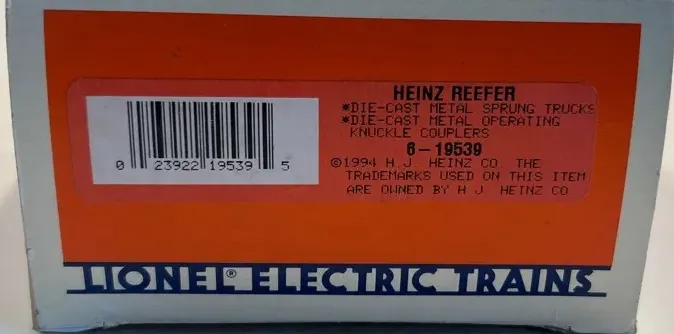 HEINZ REEFER
*DIE-CAST METAL SPRUNG TRUCKS
*DIE-CAST METAL OPERATING
KNUCKLE COUPLERS
6-19539
©1994 H.J. HEINZ CO. THE
TRADEMARKS USED ON THIS ITEM
ARE OWNED BY H J HEINZ CO
0 23922 19539 5
LIONEL® ELECTRIC TRAINS